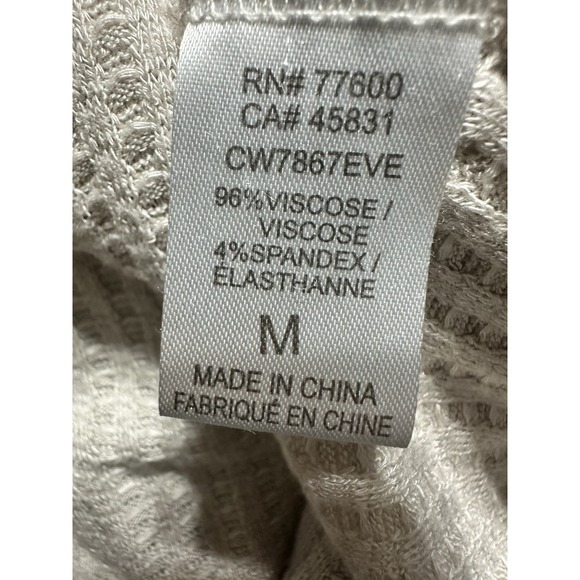 RN# 77600
CA# 45831
CW7867EVE
96%VISCOSE /
VISCOSE
4%SPANDEX /
ÉLASTHANNE
M
MADE IN CHINA
FABRIQUÉ EN CHINE